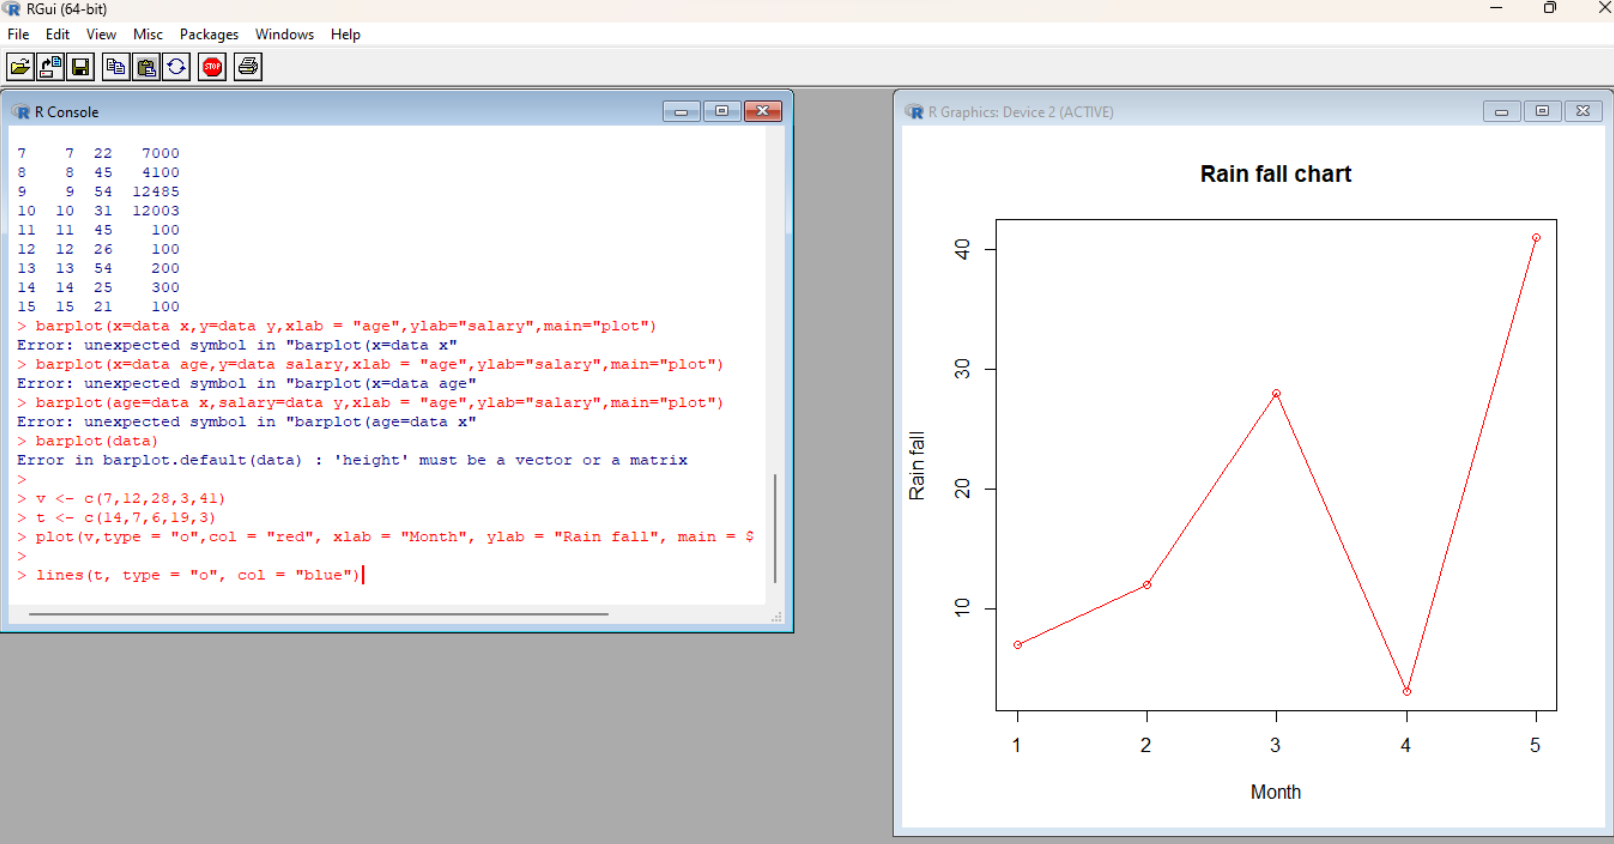 RGui (64-bit)
File Edit View Misc Packages Windows Help
STOP
R Console
7 7 22 7000
8 8 45 4100
9 9 54 12485
10 10 31 12003
11 11 45 100
12 12 26 100
13 13 54 200
14 14 25 300
15 15 21 100
> barplot(x=data x,y=data y,xlab = "age",ylab="salary",main="plot")
Error: unexpected symbol in "barplot(x=data x"
> barplot(x=data age,y=data salary,xlab = "age",ylab="salary",main="plot")
Error: unexpected symbol in "barplot(x=data age"
> barplot(age=data x,salary=data y,xlab = "age",ylab="salary",main="plot")
Error: unexpected symbol in "barplot(age=data x"
> barplot(data)
Error in barplot.default(data) : 'height' must be a vector or a matrix
>
> v <- c(7,12,28,3,41)
> t <- c(14,7,6,19,3)
> plot(v,type = "o",col = "red", xlab = "Month", ylab = "Rain fall", main = $
>
> lines(t, type = "o", col = "blue")
R Graphics: Device 2 (ACTIVE)
Rain fall chart
40
30
20
10
Rain fall
1 2 3 4 5
Month